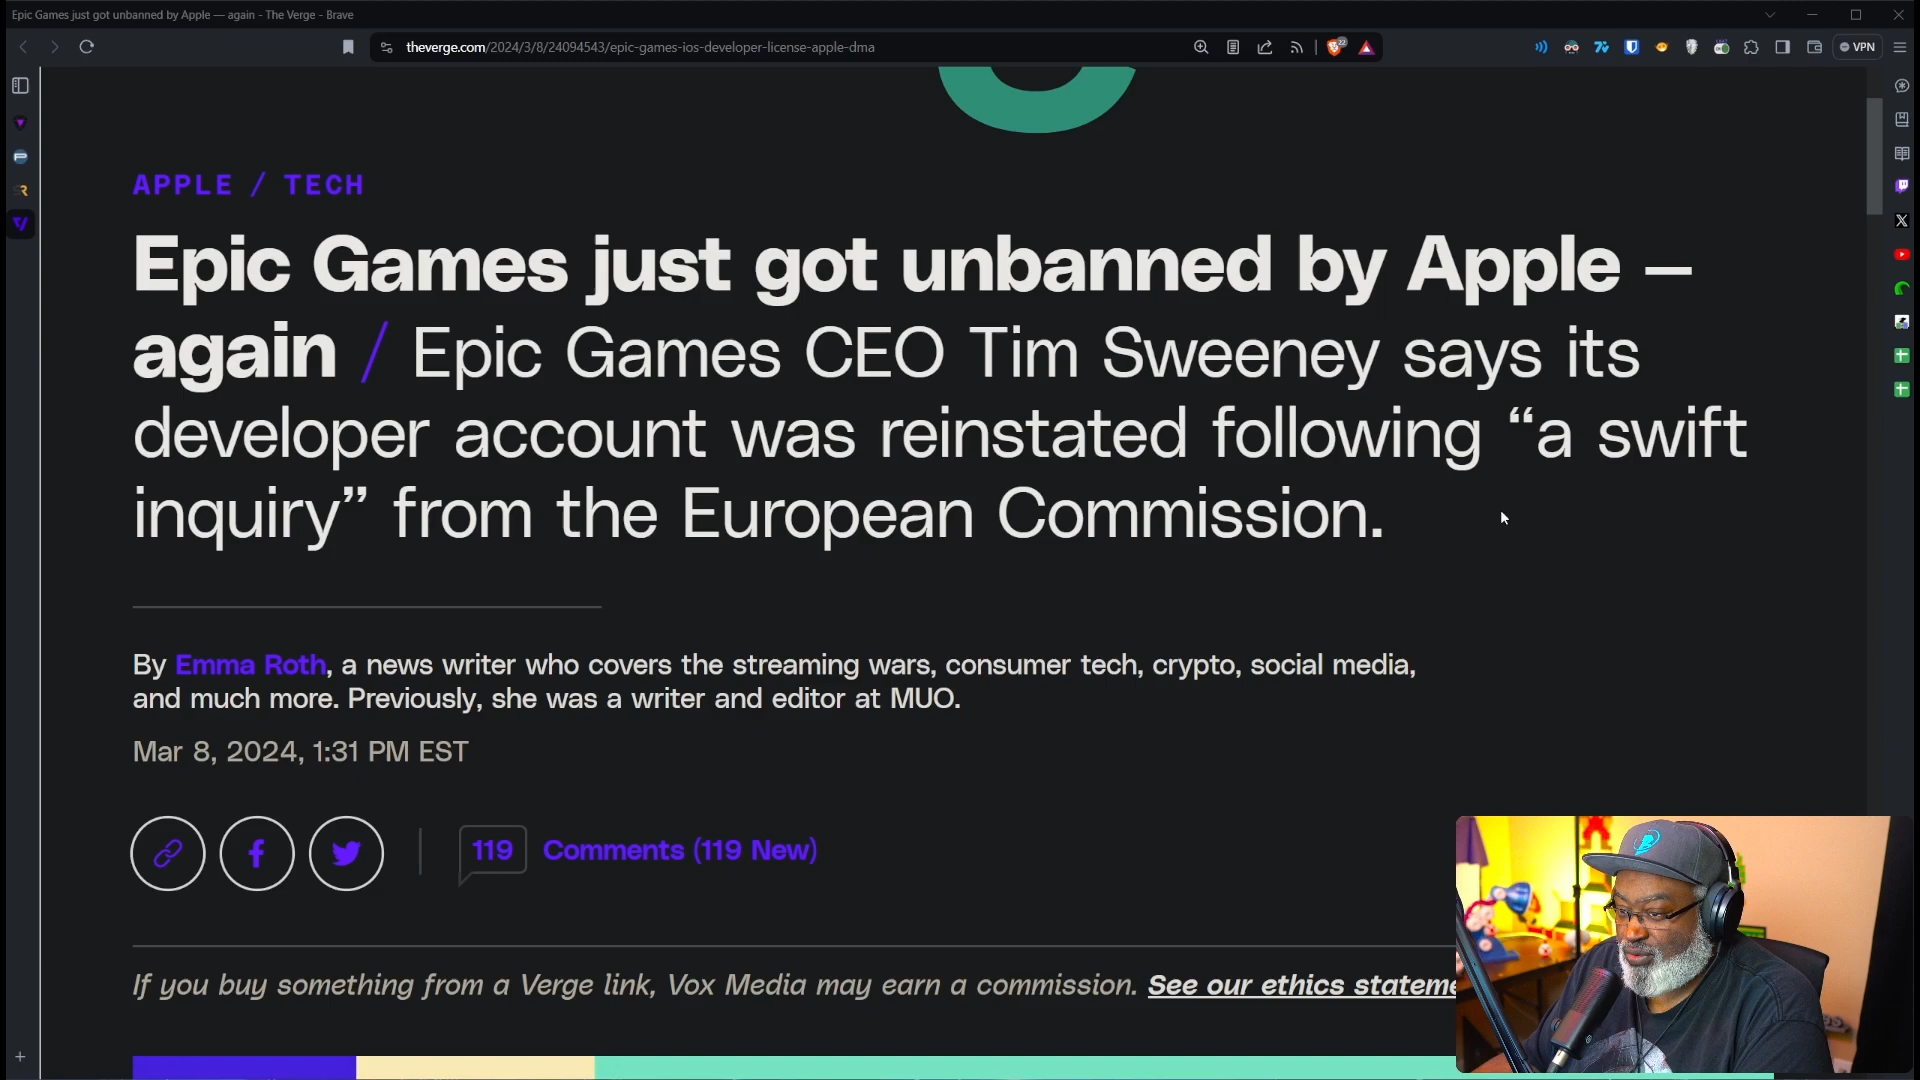 Epic Games just got unbanned by Apple — again - The Verge - Brave
theverge.com/2024/3/8/24094543/epic-games-ios-developer-license-apple-dma
22
VPN
APPLE / TECH
Epic Games just got unbanned by Apple —
again / Epic Games CEO Tim Sweeney says its
developer account was reinstated following “a swift
inquiry” from the European Commission.
By Emma Roth, a news writer who covers the streaming wars, consumer tech, crypto, social media,
and much more. Previously, she was a writer and editor at MUO.
Mar 8, 2024, 1:31 PM EST
119 Comments (119 New)
If you buy something from a Verge link, Vox Media may earn a commission. See our ethics stateme